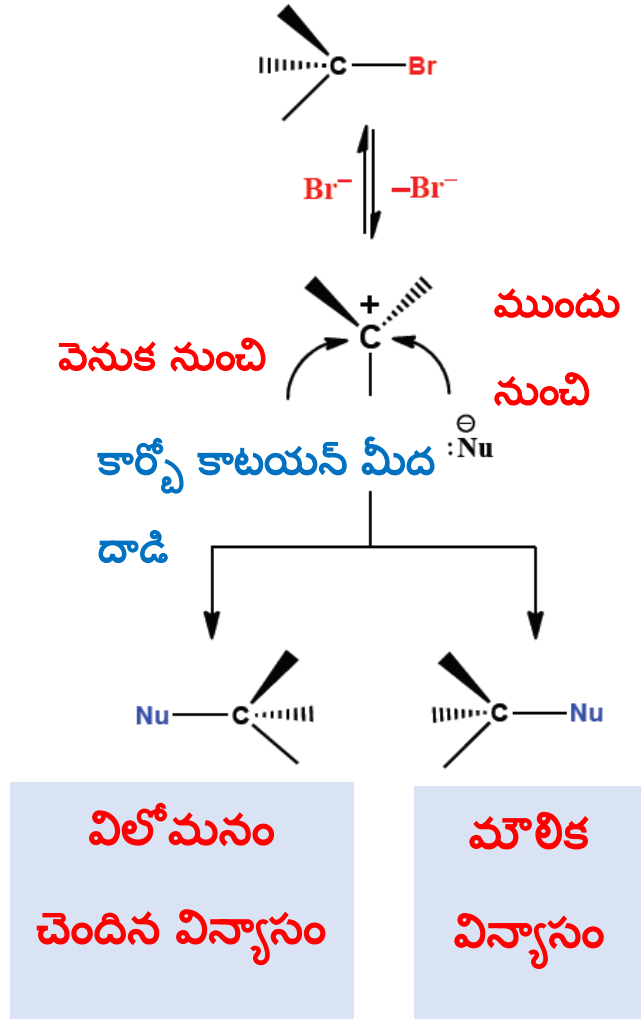 C Br
Br⁻ –Br⁻
+
C
వెనుక నుంచి
ముందు
నుంచి
⊖
:Nu
కార్బో కాటయన్ మీద
దాడి
Nu C
C Nu
విలోమనం
చెందిన విన్యాసం
మౌలిక
విన్యాసం